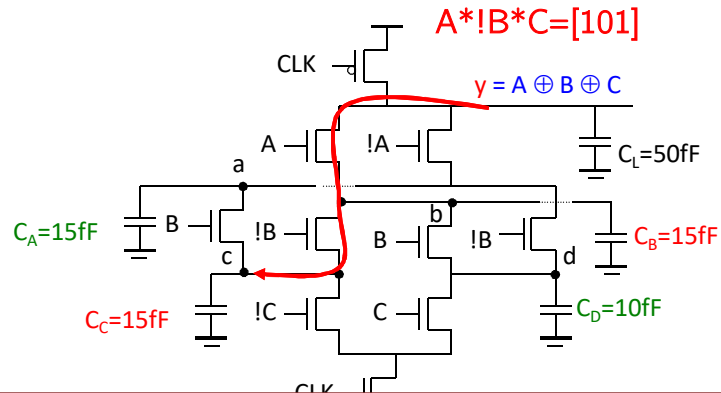 A*!B*C=[101]
CLK
y = A ⊕ B ⊕ C
A
!A
C_L=50fF
a
b
B
!B
B
!B
C_A=15fF
C_B=15fF
c
d
C_C=15fF
!C
C
C_D=10fF
CLK